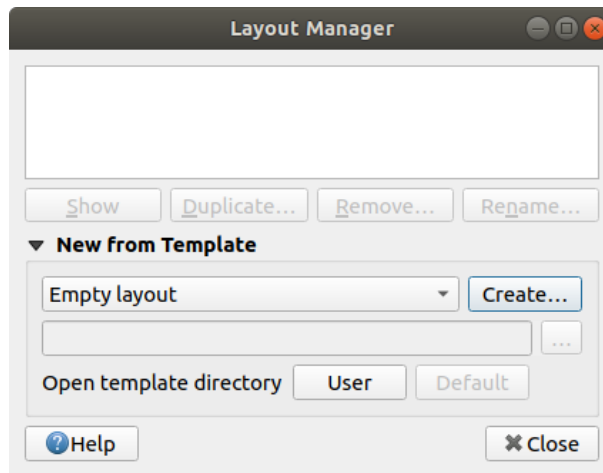 Layout Manager
Show Duplicate... Remove... Rename...
New from Template
Empty layout Create...
...
Open template directory User Default
Help Close